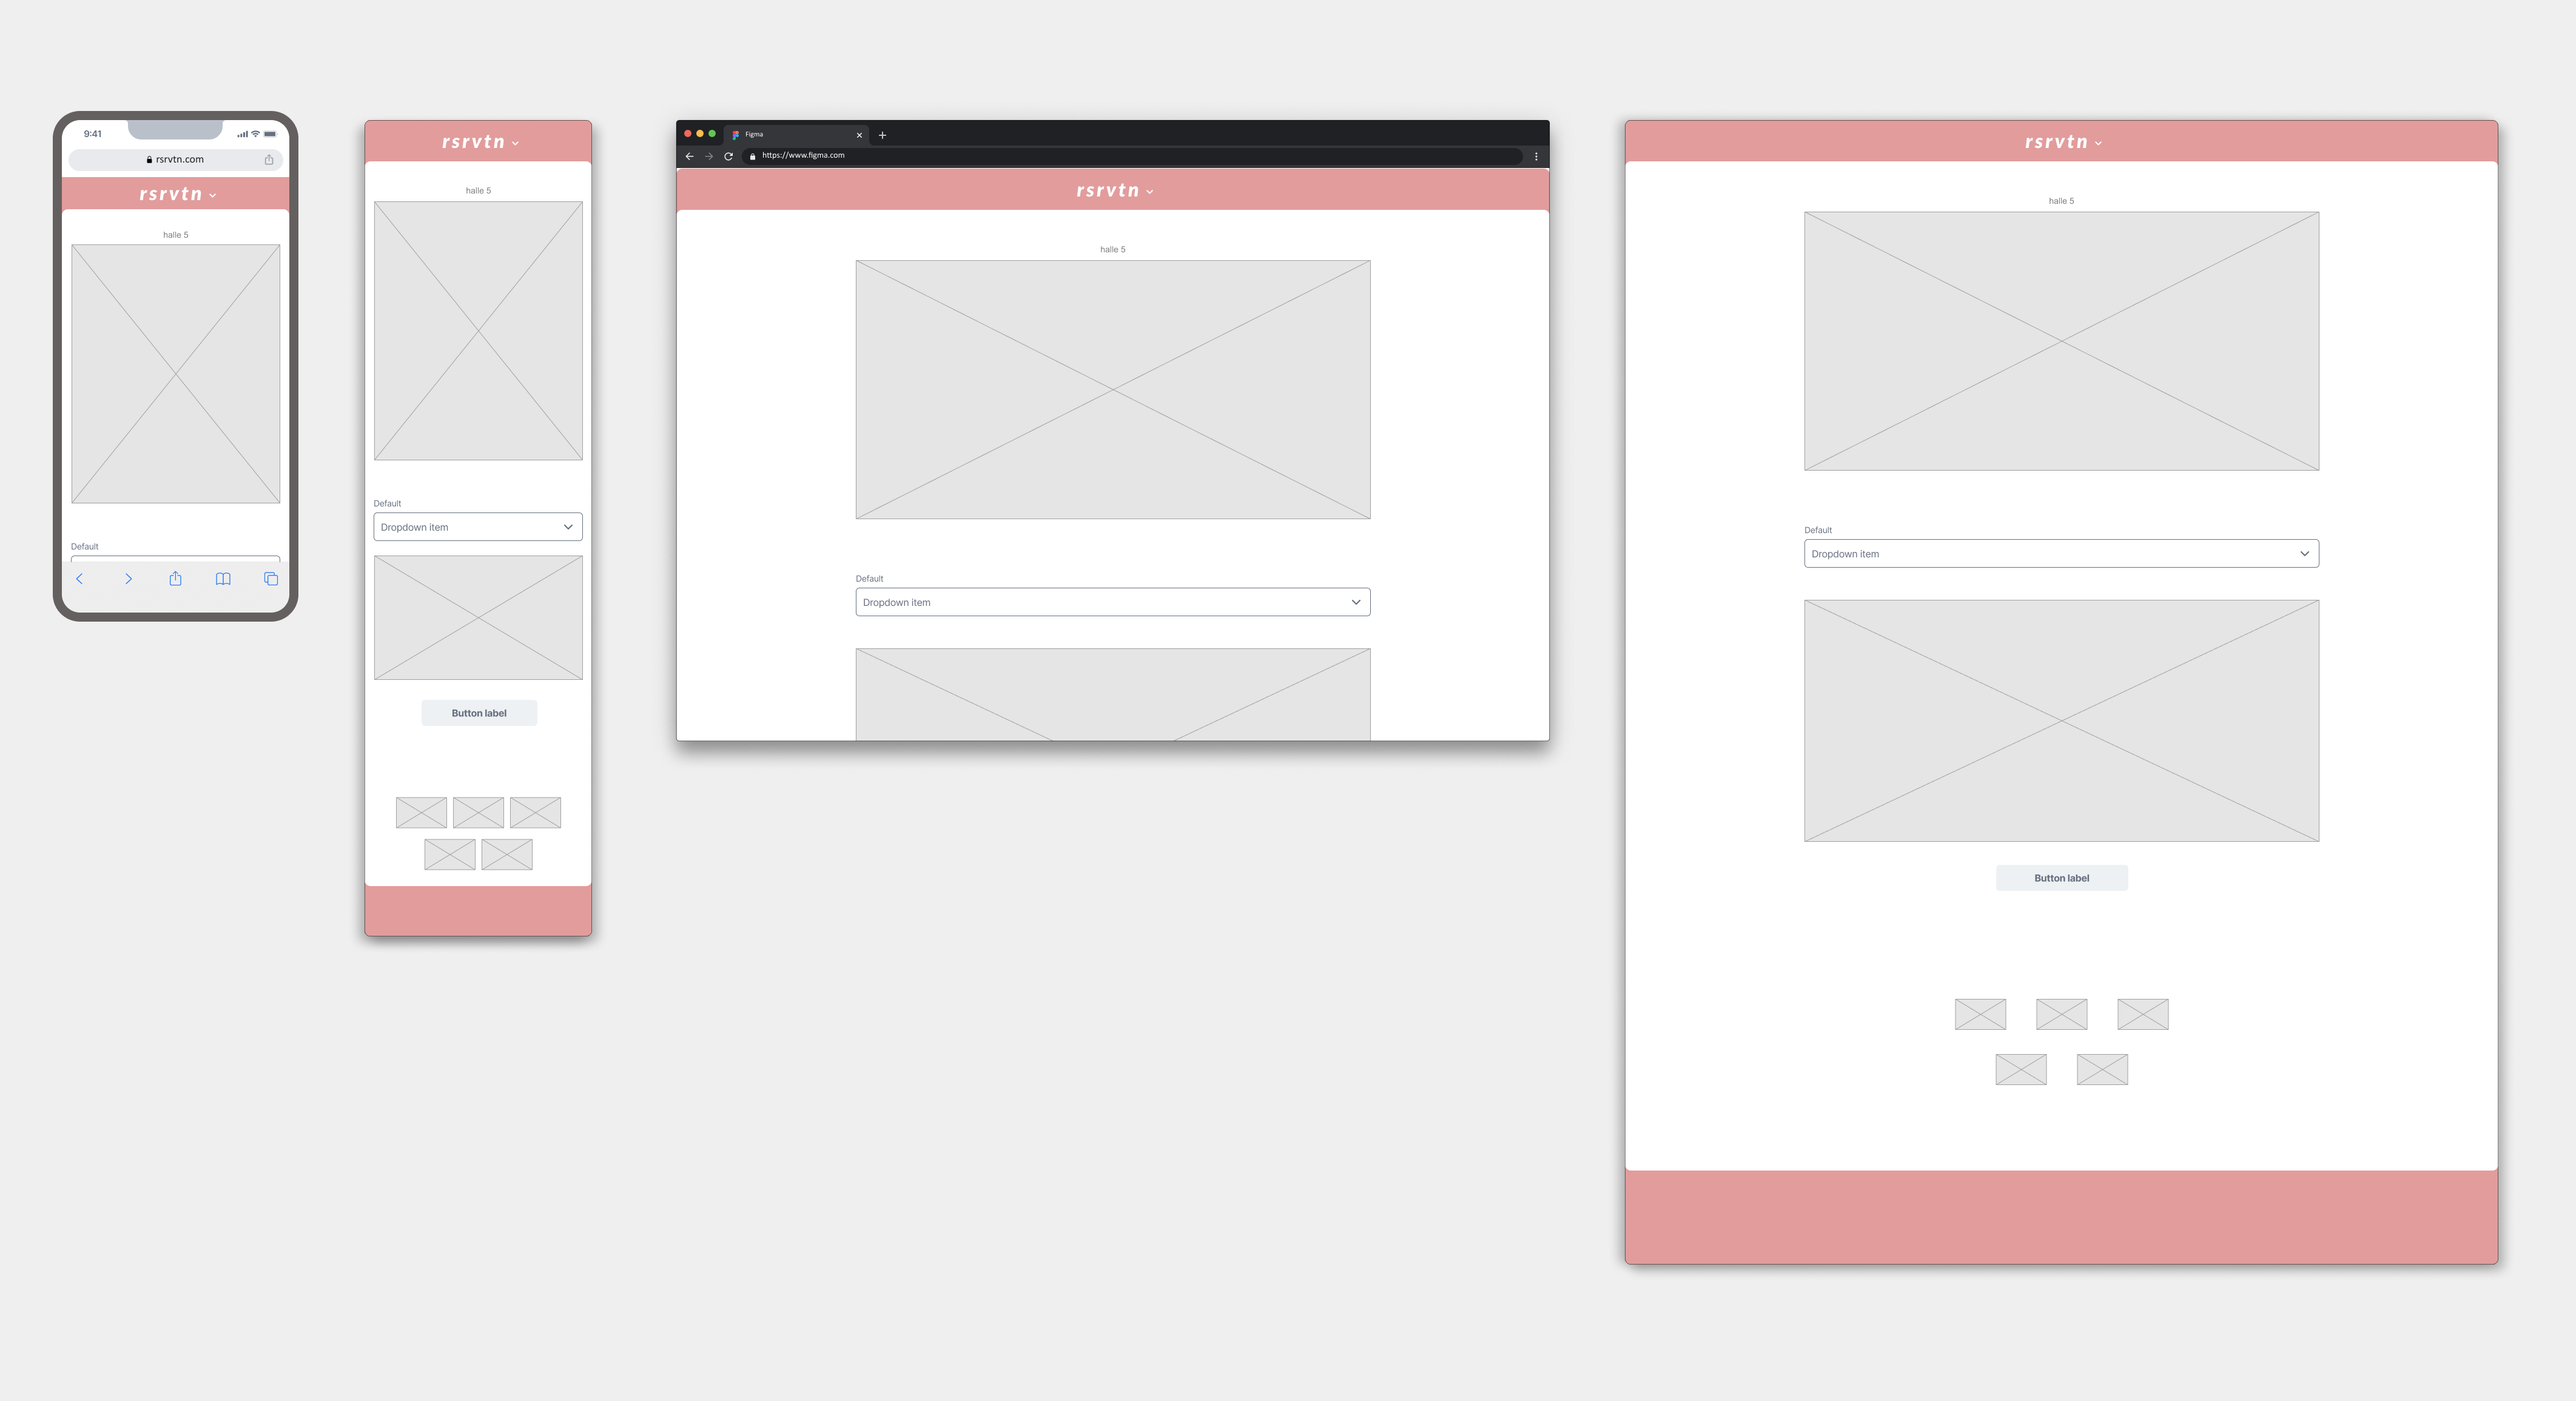 9:41
rsrvtn.com
rsrvtn
halle 5
Default
rsrvtn
halle 5
Default
Dropdown item
Button label
Figma
https://www.figma.com
rsrvtn
halle 5
Default
Dropdown item
rsrvtn
halle 5
Default
Dropdown item
Button label